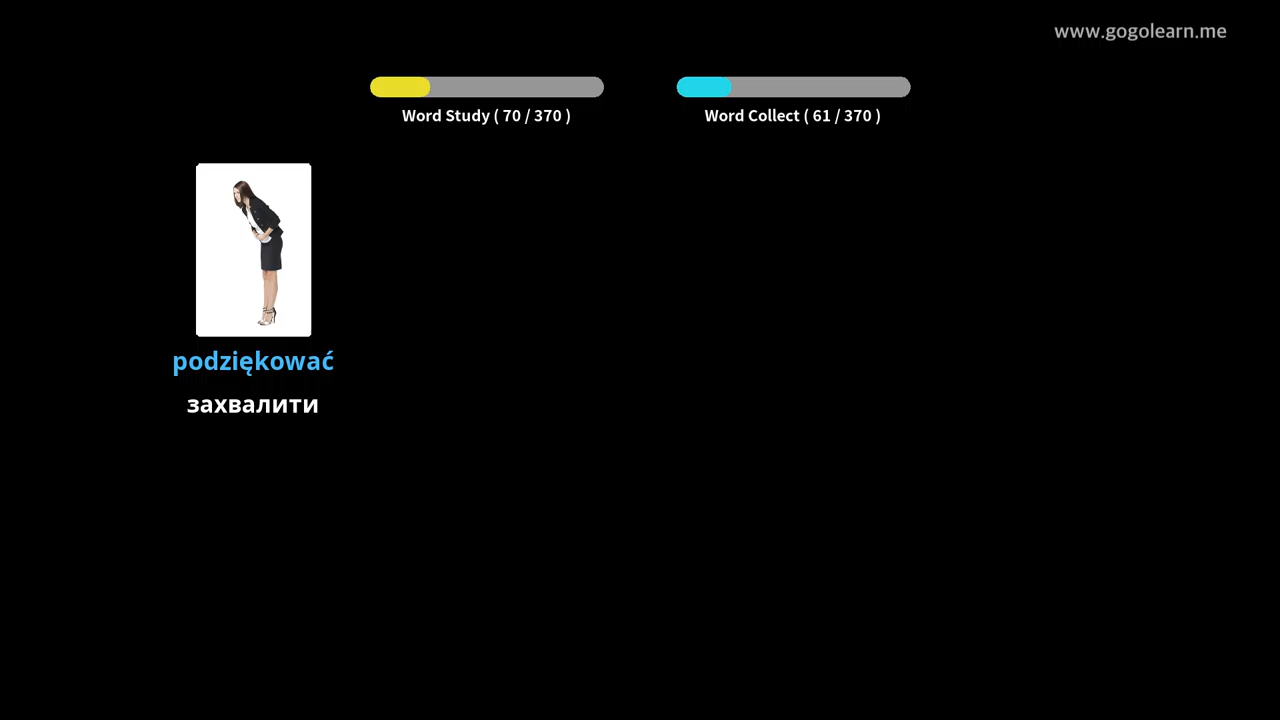 www.gogolearn.me
Word Study ( 70 / 370 )
Word Collect ( 61 / 370 )
podziękować
захвалити